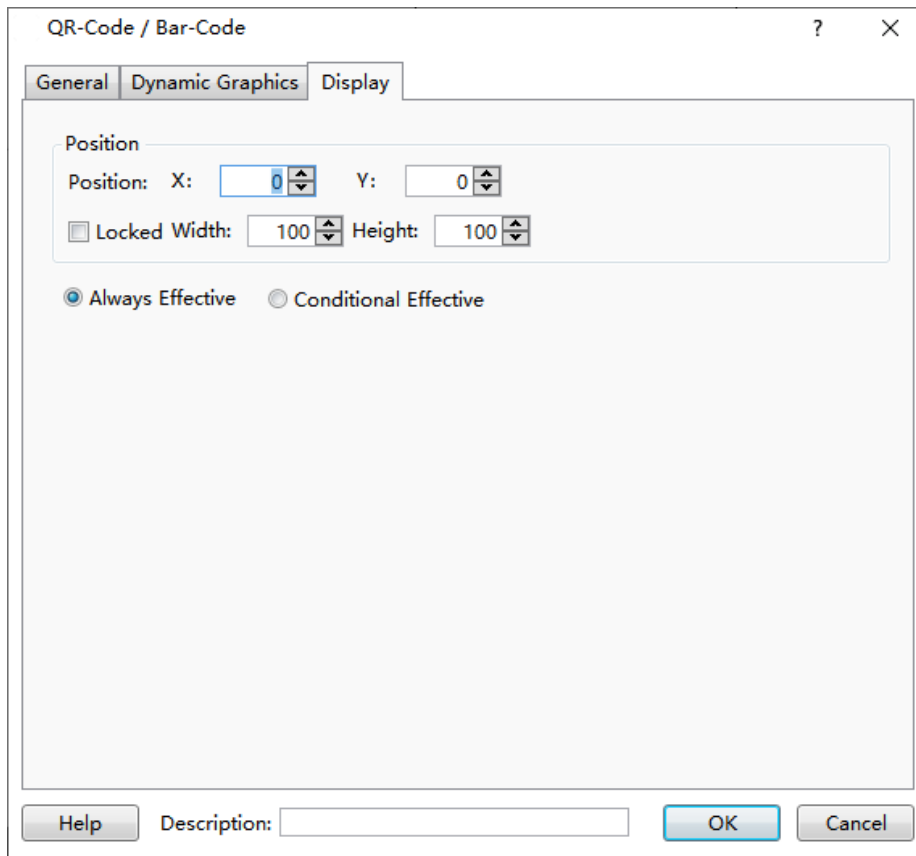 QR-Code / Bar-Code ?
General Dynamic Graphics Display
Position
Position: X: 0 Y: 0
Locked Width: 100 Height: 100
Always Effective Conditional Effective
Help Description: OK Cancel